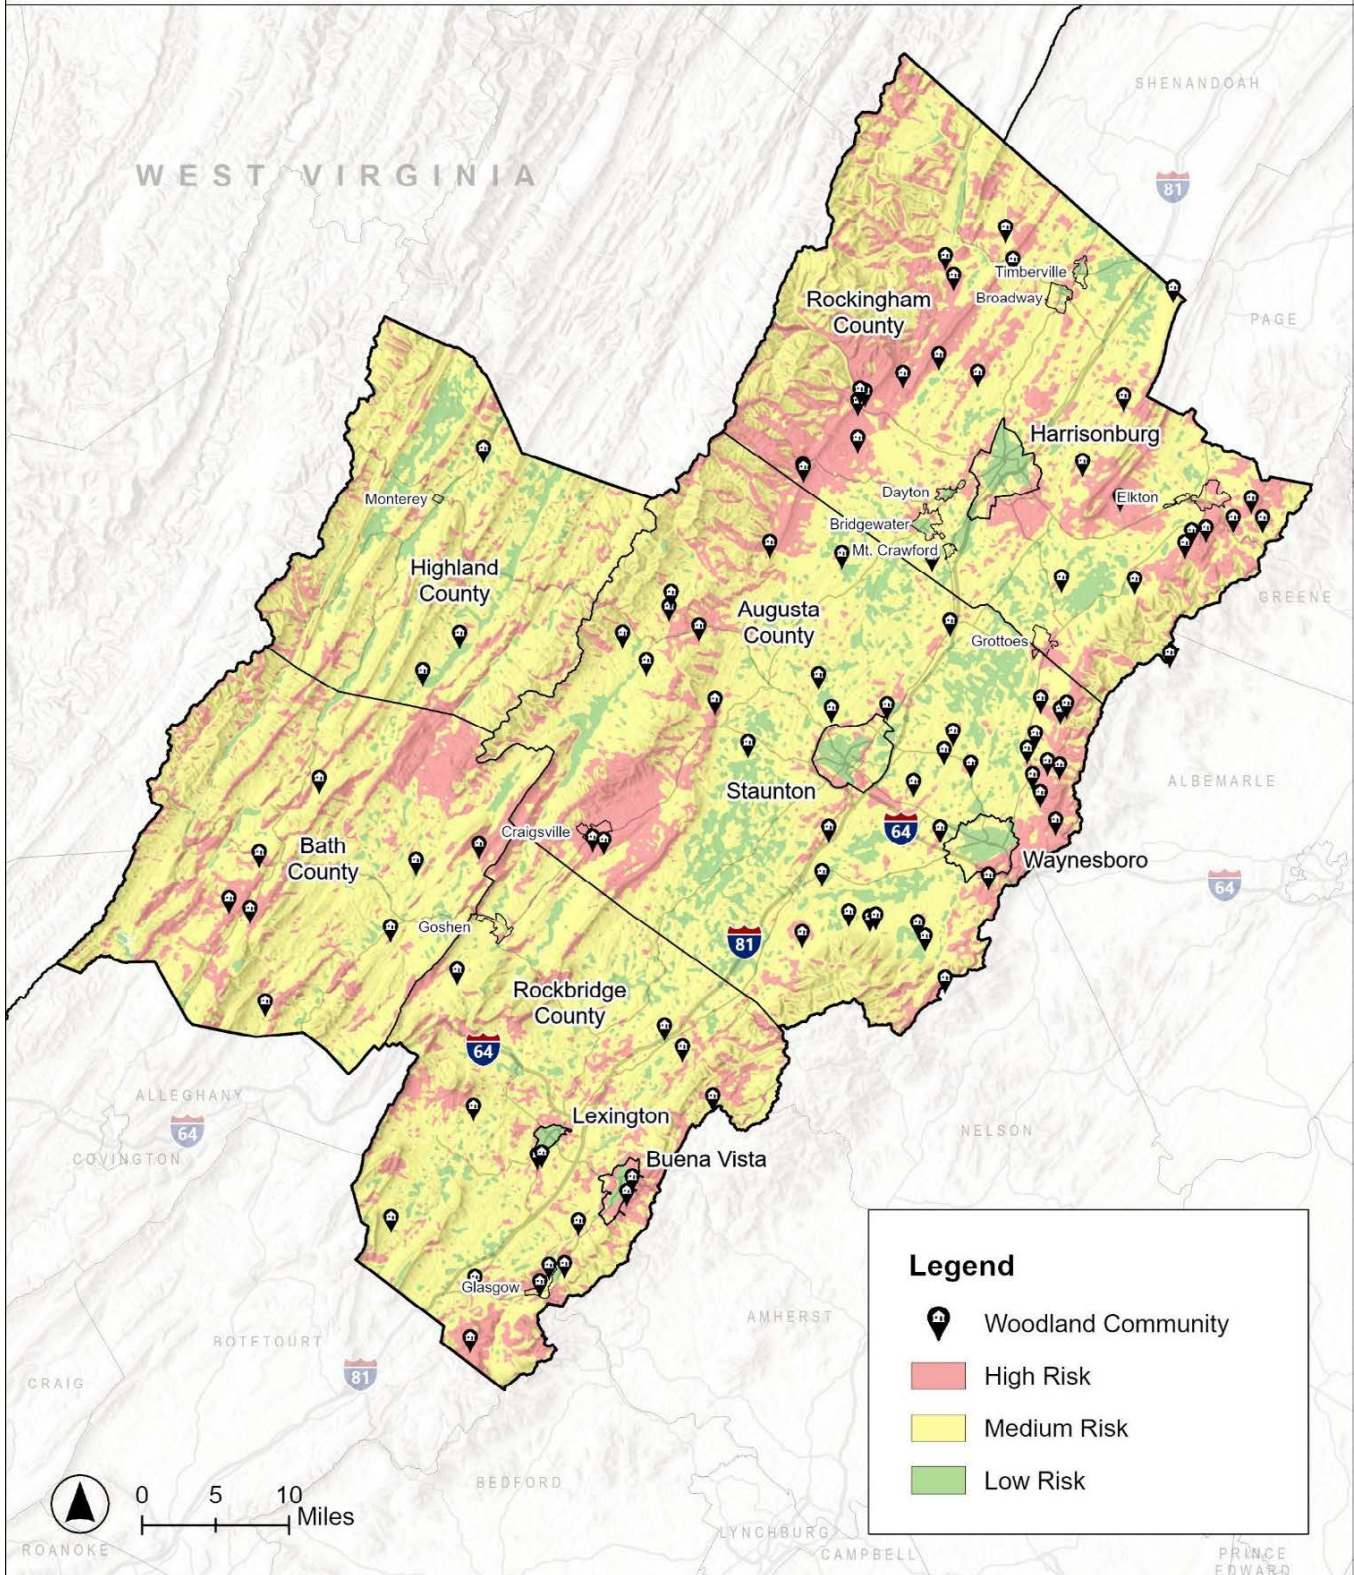 SHENANDOAH
WEST VIRGINIA
81
Timberville
Rockingham
County
Broadway
PAGE
Harrisonburg
Monterey
Dayton
Elkton
Bridgewater
Mt. Crawford
Highland
County
Augusta
County
GREENE
Grottoes
ALBEMARLE
Staunton
64
Craigsville
Bath
County
Waynesboro
64
Goshen
81
Rockbridge
County
64
ALLEGHANY
Lexington
64
NELSON
COVINGTON
Buena Vista
Legend
Glasgow
AMHERST
Woodland Community
BOTETOURT
81
CRAIG
High Risk
Medium Risk
BEDFORD
Low Risk
0 5 10
Miles
LYNCHBURG
ROANOKE
CAMPBELL
PRINCE
EDWARD